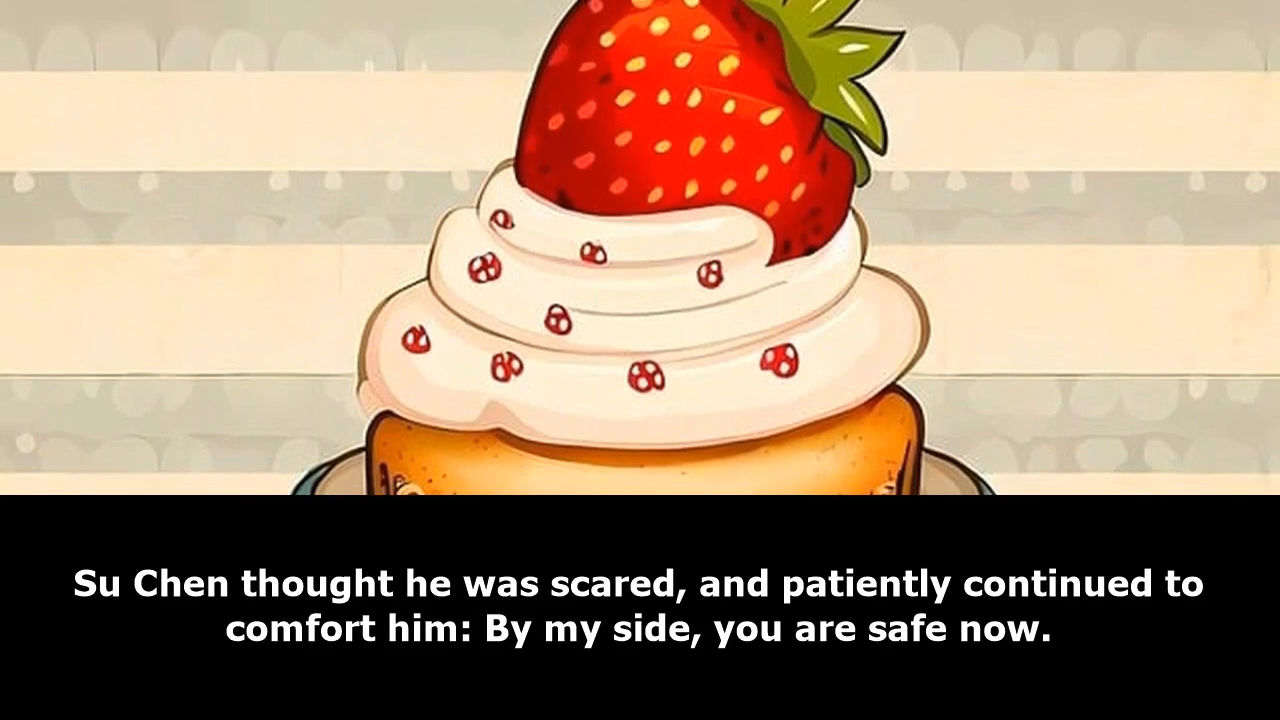 Su Chen thought he was scared, and patiently continued to
comfort him: By my side, you are safe now.